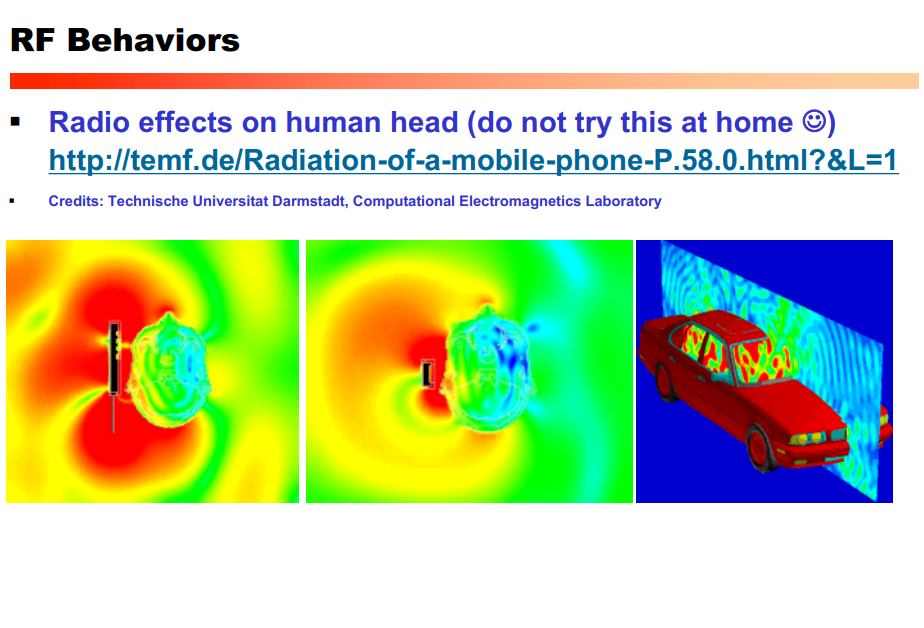 RF Behaviors
Radio effects on human head (do not try this at home ☺)
http://temf.de/Radiation-of-a-mobile-phone-P.58.0.html?&L=1
Credits: Technische Universitat Darmstadt, Computational Electromagnetics Laboratory